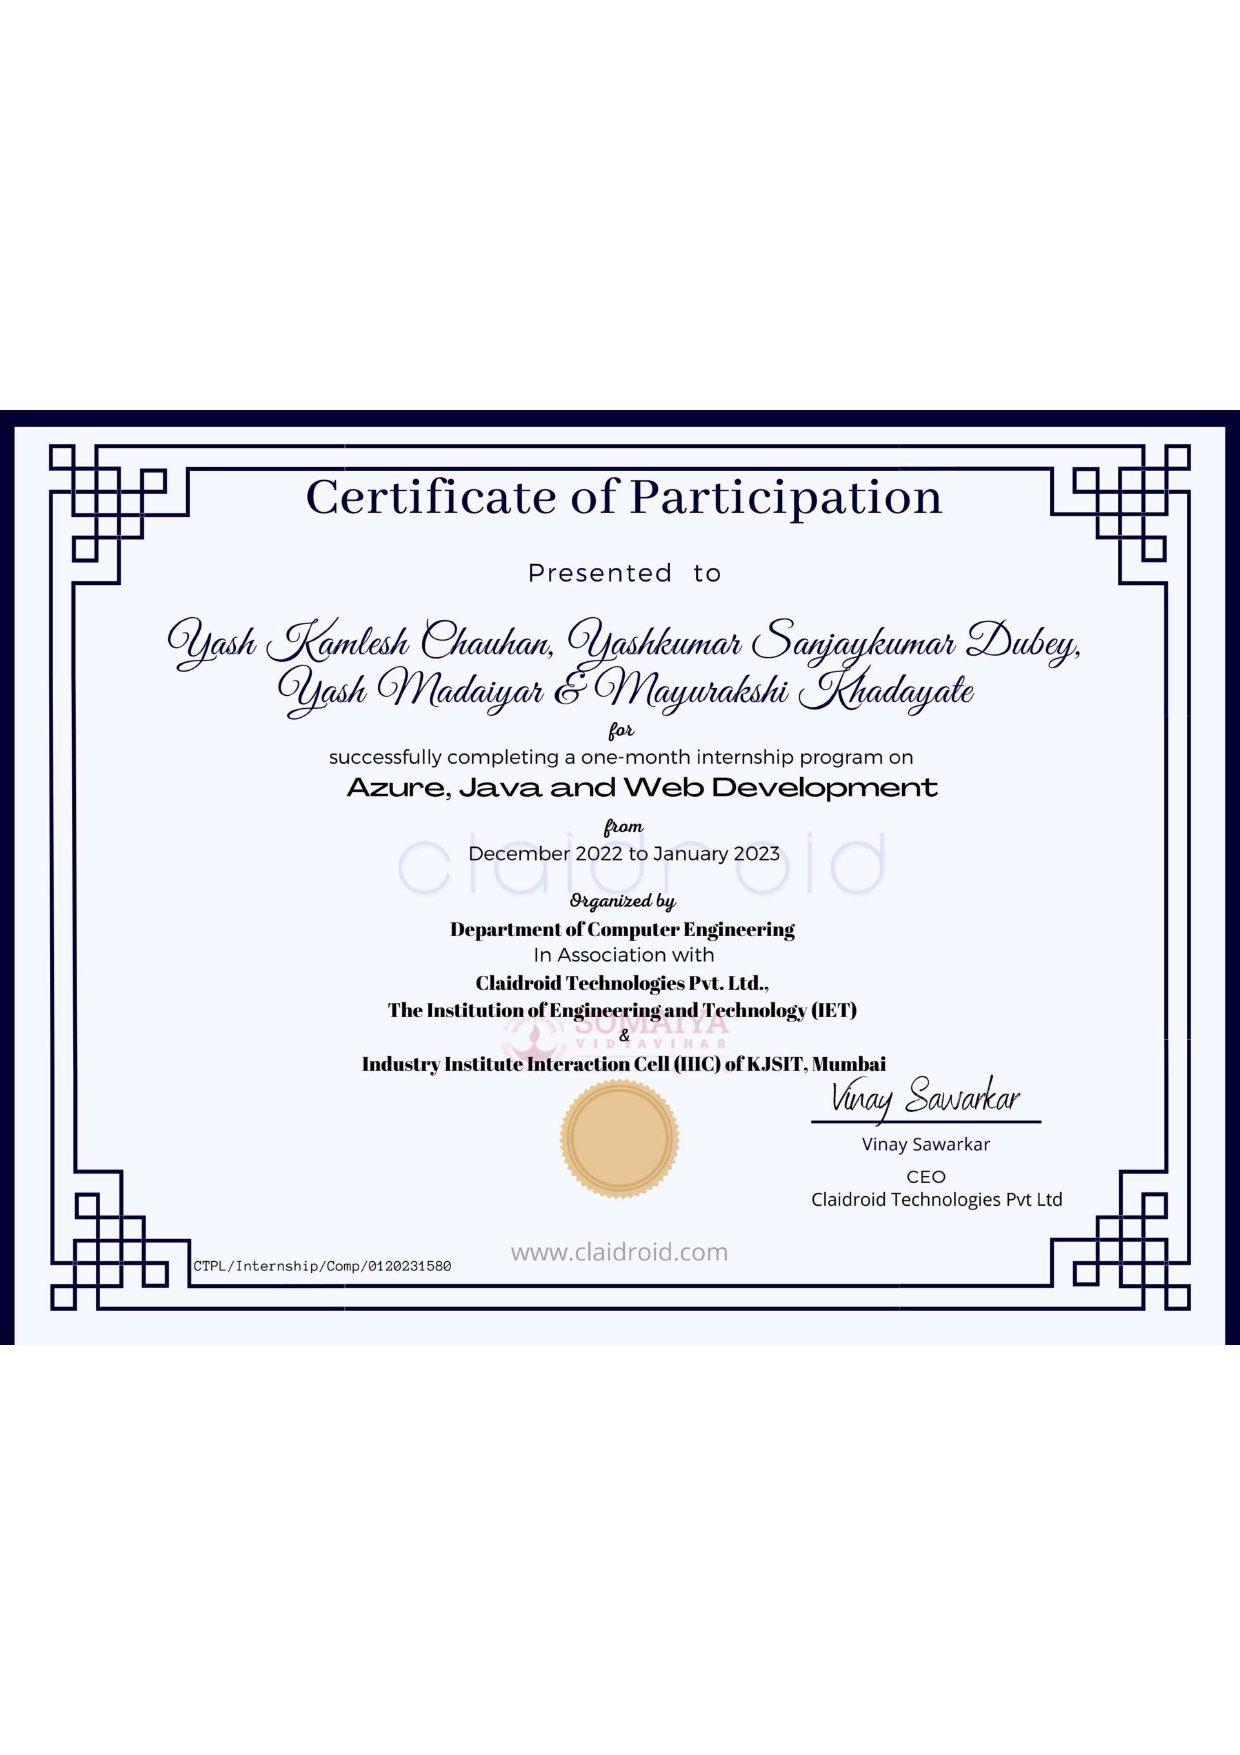 Certificate of Participation
Presented to
Yash Kamlesh Chauhan, Yashkumar Sanjaykumar Dubey,
Yash Madaiyar & Mayurakshi Khadayate
for
successfully completing a one-month internship program on
Azure, Java and Web Development
from
claidroid
December 2022 to January 2023
Organized by
Department of Computer Engineering
In Association with
Claidroid Technologies Pvt. Ltd.,
The Institution of Engineering and Technology (IET)
SOMAIYA
&
VIDYAVIHAR
Industry Institute Interaction Cell (IIIC) of KJSIT, Mumbai
Vinay Sawarkar
Vinay Sawarkar
CEO
Claidroid Technologies Pvt Ltd
www.claidroid.com
CTPL/Internship/Comp/0120231580